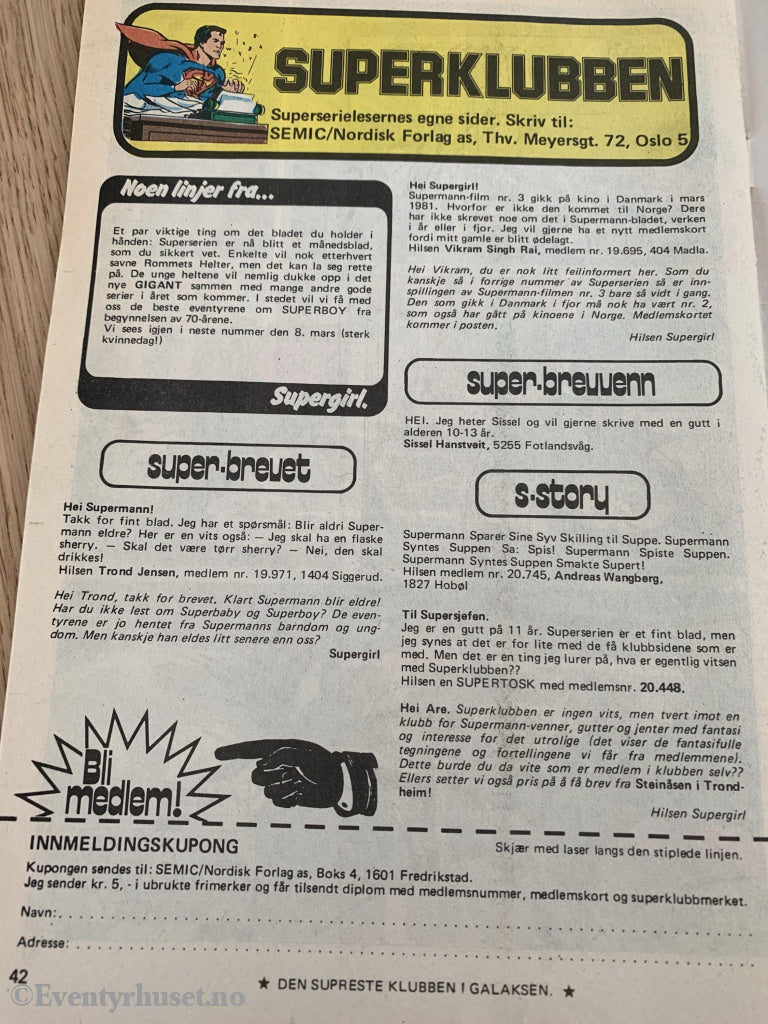 SUPERKLUBBEN
Superserielesernes egne sider. Skriv til:
SEMIC/Nordisk Forlag as, Thv. Meyersgt. 72, Oslo 5
Noen linjer fra...
Et par viktige ting om det bladet du holder i
hånden: Superserien er nå blitt et månedsblad,
som du sikkert vet. Enkelte vil nok etterhvert
savne Rommets Helter, men det kan la seg rette
på. De unge heltene vil nemlig dukke opp i det
nye GIGANT sammen med mange andre gode
serier i året som kommer. I stedet vil vi få med
oss de beste eventyrene om SUPERBOY fra
begynnelsen av 70-årene.
Vi sees igjen i neste nummer den 8. mars (sterk
kvinnedag!)
Supergirl.
super-brevet
Hei Supermann!
Takk for fint blad. Jeg har et spørsmål: Blir aldri Super-
mann eldre? Her er en vits også: — Jeg skal ha en flaske
sherry. — Skal det være tørr sherry? — Nei, den skal
drikkes!
Hilsen Trond Jensen, medlem nr. 19.971, 1404 Siggerud.
Hei Trond, takk for brevet. Klart Supermann blir eldre!
Har du ikke lest om Superbaby og Superboy? De even-
tyrene er jo hentet fra Supermanns barndom og ung-
dom. Men kanskje han eldes litt senere enn oss?
Supergirl
Hei Supergirl!
Supermann-film nr. 3 gikk på kino i Danmark i mars
1981. Hvorfor er ikke den kommet til Norge? Dere
har ikke skrevet noe om det i Supermann-bladet, verken
i år eller i fjor. Jeg vil gjerne ha et nytt medlemskort
fordi mitt gamle er blitt ødelagt.
Hilsen Vikram Singh Rai, medlem nr. 19.695, 404 Madla.
Hei Vikram, du er nok litt feilinformert her. Som du
kanskje så i forrige nummer av Superserien så er inn-
spillingen av Supermann-filmen nr. 3 bare så vidt i gang.
Den som gikk i Danmark i fjor må nok ha vært nr. 2,
som også har gått på kinoene i Norge. Medlemskortet
kommer i posten.
Hilsen Supergirl
super-brevvenn
HEI. Jeg heter Sissel og vil gjerne skrive med en gutt i
alderen 10-13 år.
Sissel Hanstveit, 5255 Fotlandsvåg.
s-story
Supermann Sparer Sine Syv Skilling til Suppe. Supermann
Syntes Suppen Sa: Spis! Supermann Spiste Suppen.
Supermann Syntes Suppen Smakte Supert!
Hilsen medlem nr. 20.745, Andreas Wangberg,
1827 Hobøl
Til Supersjefen.
Jeg er en gutt på 11 år. Superserien er et fint blad, men
jeg synes at det er for lite med de få klubbsidene som er
med. Men det er en ting jeg lurer på, hva er egentlig vitsen
med Superklubben??
Hilsen en SUPERTOSK med medlemsnr. 20.448.
Hei Are. Superklubben er ingen vits, men tvert imot en
klubb for Supermann-venner, gutter og jenter med fantasi
og interesse for det utrolige (det viser de fantasifulle
tegningene og fortellingene vi får fra medlemmene).
Dette burde du da vite som er medlem i klubben selv??
Ellers setter vi også pris på å få brev fra Steinåsen i Trond-
heim!
Hilsen Supergirl
Bli
medlem!
INNMELDINGSKUPONG
Skjær med laser langs den stiplede linjen.
Kupongen sendes til: SEMIC/Nordisk Forlag as, Boks 4, 1601 Fredrikstad.
Jeg sender kr. 5,- i ubrukte frimerker og får tilsendt diplom med medlemsnummer, medlemskort og superklubbmerket.
Navn:
Adresse:
42
★ DEN SUPRESTE KLUBBEN I GALAKSEN. ★
©Eventyrhuset.no